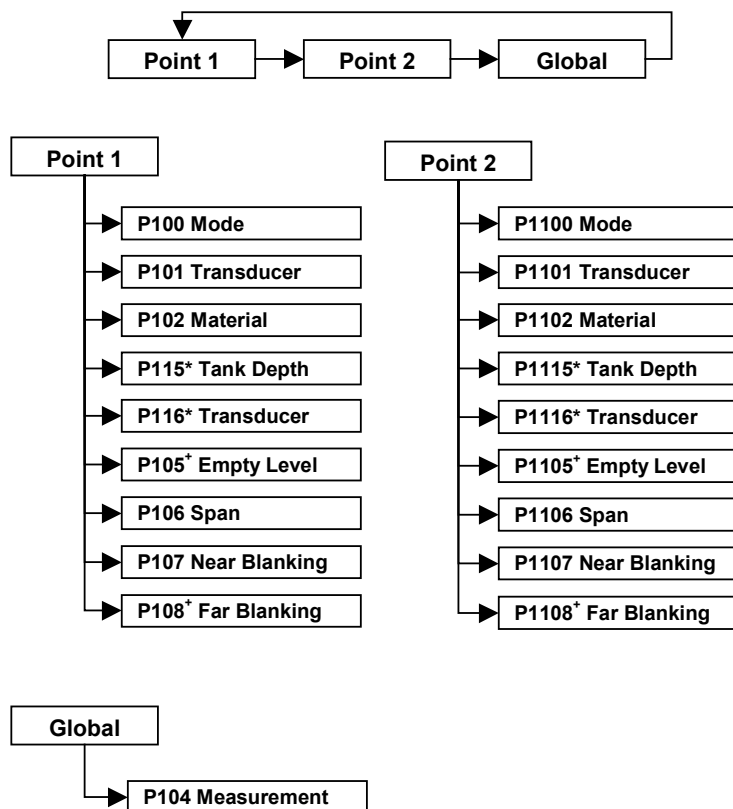 Point 1
Point 2
Global
Point 1
P100 Mode
P101 Transducer
P102 Material
P115* Tank Depth
P116* Transducer
P105+ Empty Level
P106 Span
P107 Near Blanking
P108+ Far Blanking
Point 2
P1100 Mode
P1101 Transducer
P1102 Material
P1115* Tank Depth
P1116* Transducer
P1105+ Empty Level
P1106 Span
P1107 Near Blanking
P1108+ Far Blanking
Global
P104 Measurement